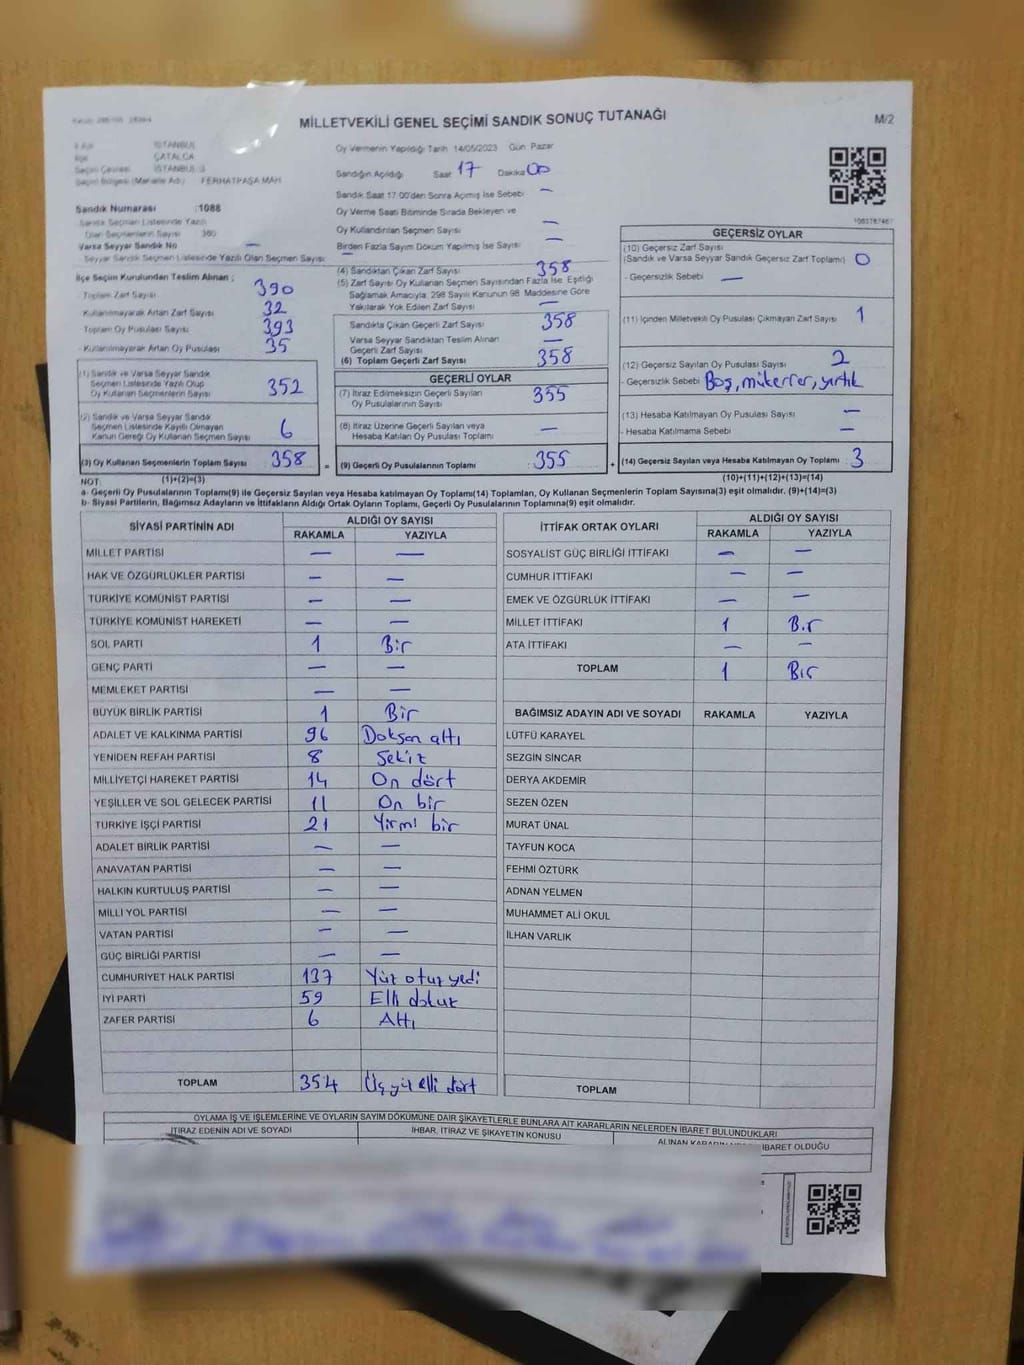 MİLLETVEKİLİ GENEL SEÇİMİ SANDIK SONUÇ TUTANAĞI
M/2
İSTANBUL
ÇATALCA
İSTANBUL 3
FERHATPAŞA MAH.
Sandık Numarası :1088
Sandık Seçmen Listesinde Yazılı
Olan Seçmenlerin Sayısı 360
Varsa Seyyar Sandık No —
Seyyar Sandık Seçmen Listesinde Yazılı Olan Seçmen Sayısı —
Oy Vermenin Yapıldığı Tarih 14/05/2023 Gün Pazar
Sandığın Açıldığı Saat 17 Dakika 00
Sandık Saat 17.00'den Sonra Açılmış İse Sebebi —
Oy Verme Saati Bitiminde Sırada Bekleyen ve
Oy Kullandırılan Seçmen Sayısı —
Birden Fazla Sayım Döküm Yapılmış İse Sayısı —
İlçe Seçim Kurulundan Teslim Alınan ;
- Toplam Zarf Sayısı 390
- Kullanılmayarak Artan Zarf Sayısı 32
Toplam Oy Pusulası Sayısı 393
- Kullanılmayarak Artan Oy Pusulası 35
(1) Sandık ve Varsa Seyyar Sandık
Seçmen Listesinde Yazılı Olup
Oy Kullanan Seçmenlerin Sayısı 352
(2) Sandık ve Varsa Seyyar Sandık
Seçmen Listesinde Kayıtlı Olmayan
Kanun Gereği Oy Kullanan Seçmen Sayısı 6
(3) Oy Kullanan Seçmenlerin Toplam Sayısı 358 =
(1)+(2)=(3)
(4) Sandıktan Çıkan Zarf Sayısı 358
(5) Zarf Sayısı Oy Kullanan Seçmen Sayısından Fazla İse, Eşitliği
Sağlamak Amacıyla, 298 Sayılı Kanunun 98. Maddesine Göre
Yakılarak Yok Edilen Zarf Sayısı —
Sandıkta Çıkan Geçerli Zarf Sayısı 358
Varsa Seyyar Sandıktan Teslim Alınan
Geçerli Zarf Sayısı —
(6) Toplam Geçerli Zarf Sayısı 358
GEÇERLİ OYLAR
(7) İtiraz Edilmeksizin Geçerli Sayılan
Oy Pusulalarının Sayısı 355
(8) İtiraz Üzerine Geçerli Sayılan veya
Hesaba Katılan Oy Pusulası Toplamı —
(9) Geçerli Oy Pusulalarının Toplamı 355 +
GEÇERSİZ OYLAR
(10) Geçersiz Zarf Sayısı
(Sandık ve Varsa Seyyar Sandık Geçersiz Zarf Toplamı) 0
- Geçersizlik Sebebi —
(11) İçinden Milletvekili Oy Pusulası Çıkmayan Zarf Sayısı 1
(12) Geçersiz Sayılan Oy Pusulası Sayısı 2
- Geçersizlik Sebebi Boş, mükerrer, yırtık
(13) Hesaba Katılmayan Oy Pusulası Sayısı —
- Hesaba Katılmama Sebebi —
(14) Geçersiz Sayılan veya Hesaba Katılmayan Oy Toplamı 3
(10)+(11)+(12)+(13)=(14)
NOT:
a- Geçerli Oy Pusulalarının Toplamı(9) ile Geçersiz Sayılan veya Hesaba katılmayan Oy Toplamı(14) Toplamları, Oy Kullanan Seçmenlerin Toplam Sayısına(3) eşit olmalıdır. (9)+(14)=(3)
b- Siyasi Partilerin, Bağımsız Adayların ve İttifakların Aldığı Ortak Oyların Toplamı, Geçerli Oy Pusulalarının Toplamına(9) eşit olmalıdır.
SİYASİ PARTİNİN ADI ALDIĞI OY SAYISI
RAKAMLA YAZIYLA
MİLLET PARTİSİ — —
HAK VE ÖZGÜRLÜKLER PARTİSİ — —
TÜRKİYE KOMÜNİST PARTİSİ — —
TÜRKİYE KOMÜNİST HAREKETİ — —
SOL PARTİ 1 Bir
GENÇ PARTİ — —
MEMLEKET PARTİSİ — —
BÜYÜK BİRLİK PARTİSİ 1 Bir
ADALET VE KALKINMA PARTİSİ 96 Doksan altı
YENİDEN REFAH PARTİSİ 8 Sekiz
MİLLİYETÇİ HAREKET PARTİSİ 14 On dört
YEŞİLLER VE SOL GELECEK PARTİSİ 11 On bir
TÜRKİYE İŞÇİ PARTİSİ 21 Yirmi bir
ADALET BİRLİK PARTİSİ — —
ANAVATAN PARTİSİ — —
HALKIN KURTULUŞ PARTİSİ — —
MİLLİ YOL PARTİSİ — —
VATAN PARTİSİ — —
GÜÇ BİRLİĞİ PARTİSİ — —
CUMHURİYET HALK PARTİSİ 137 Yüz otuz yedi
İYİ PARTİ 59 Elli dokuz
ZAFER PARTİSİ 6 Altı
TOPLAM 354 Üç yüz elli dört
İTTİFAK ORTAK OYLARI ALDIĞI OY SAYISI
RAKAMLA YAZIYLA
SOSYALİST GÜÇ BİRLİĞİ İTTİFAKI — —
CUMHUR İTTİFAKI — —
EMEK VE ÖZGÜRLÜK İTTİFAKI — —
MİLLET İTTİFAKI 1 Bir
ATA İTTİFAKI — —
TOPLAM 1 Bir
BAĞIMSIZ ADAYIN ADI VE SOYADI RAKAMLA YAZIYLA
LÜTFÜ KARAYEL
SEZGİN SİNCAR
DERYA AKDEMİR
SEZEN ÖZEN
MURAT ÜNAL
TAYFUN KOCA
FEHMİ ÖZTÜRK
ADNAN YELMEN
MUHAMMET ALİ OKUL
İLHAN VARLIK
TOPLAM
OYLAMA İŞ VE İŞLEMLERİNE VE OYLARIN SAYIM DÖKÜMÜNE DAİR ŞİKAYETLERLE BUNLARA AİT KARARLARIN NELERDEN İBARET BULUNDUKLARI
İTİRAZ EDENİN ADI VE SOYADI İHBAR, İTİRAZ VE ŞİKAYETİN KONUSU ALINAN İBARET OLDUĞU